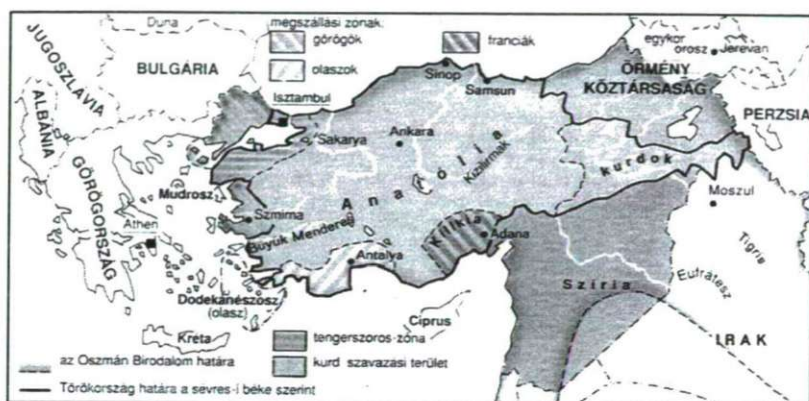 megszállási zónak:
görögök
franciák
olaszok
Duna
JUGOSZLÁVIA
BULGÁRIA
ALBÁNIA
GÖRÖGORSZÁG
Isztambul
Sinop
Samsun
egykor
orosz
Jerevan
ÖRMÉNY
KÖZTÁRSASÁG
PERZSIA
Sakarya
Ankara
Anatólia
Kizilirmak
kurdok
Moszul
Mudrosz
Athén
Szmirna
Büyük Menderes
Antalya
Kilikia
Adana
Tigris
Eufrátesz
Szíria
Dodekanészosz
(olasz)
Kréta
Ciprus
IRAK
tengerszoros-zóna
kurd szavazási terület
az Oszmán Birodalom határa
Törökország határa a sèvres-i béke szerint